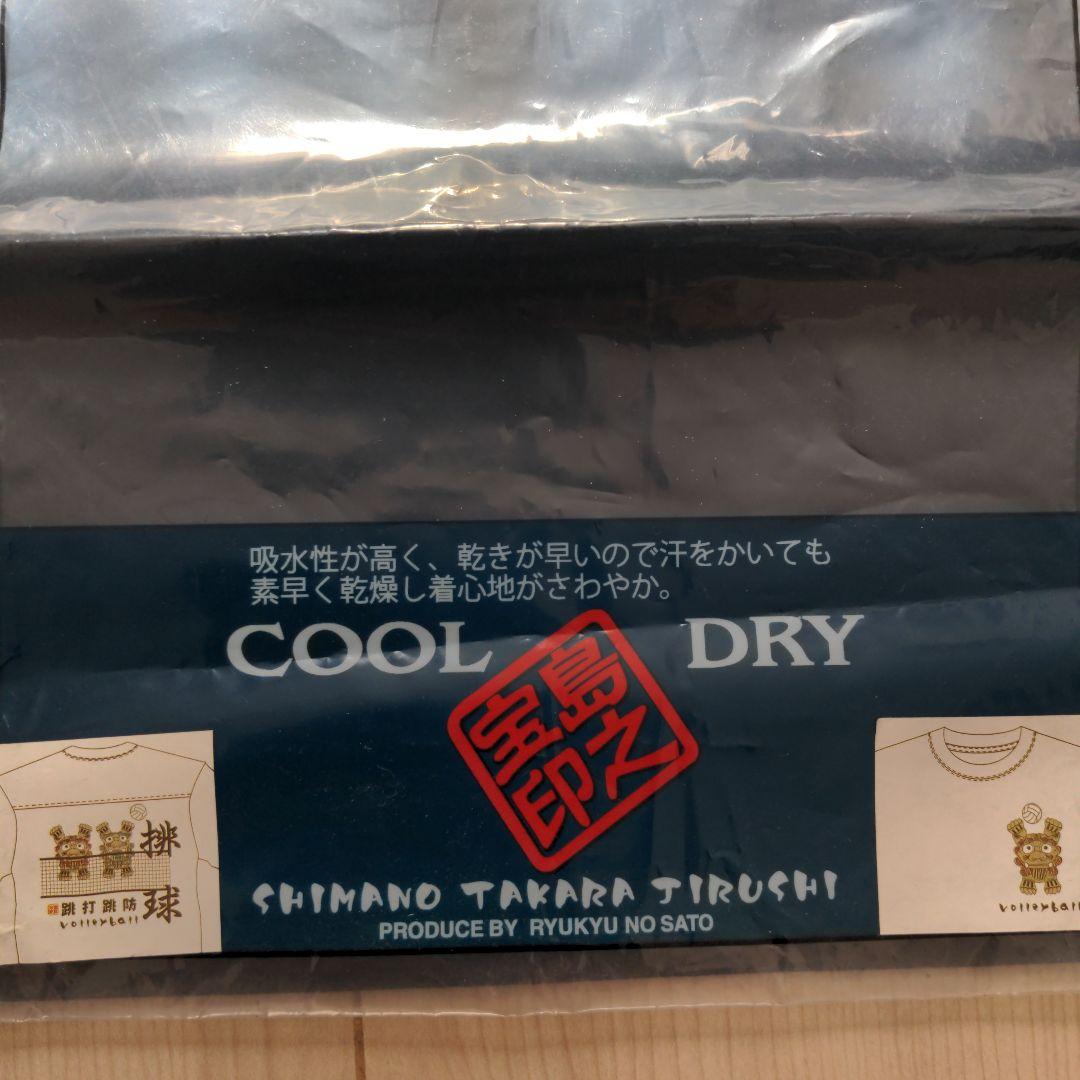 吸水性が高く、乾きが早いので汗をかいても
素早く乾燥し着心地がさわやか。
COOL DRY
島之
宝印
SHIMANO TAKARA JIRUSHI
PRODUCE BY RYUKYU NO SATO
排球
跳打跳防
volleyball
volleyball